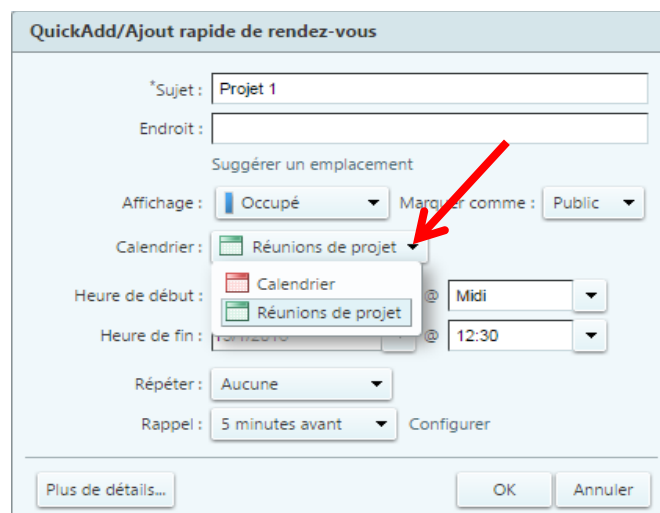 QuickAdd/Ajout rapide de rendez-vous
*Sujet : Projet 1
Endroit :
Suggérer un emplacement
Affichage : Occupé Marquer comme : Public
Calendrier : Réunions de projet
Calendrier
Heure de début : @ Midi
Réunions de projet
Heure de fin : @ 12:30
Répéter : Aucune
Rappel : 5 minutes avant Configurer
Plus de détails... OK Annuler